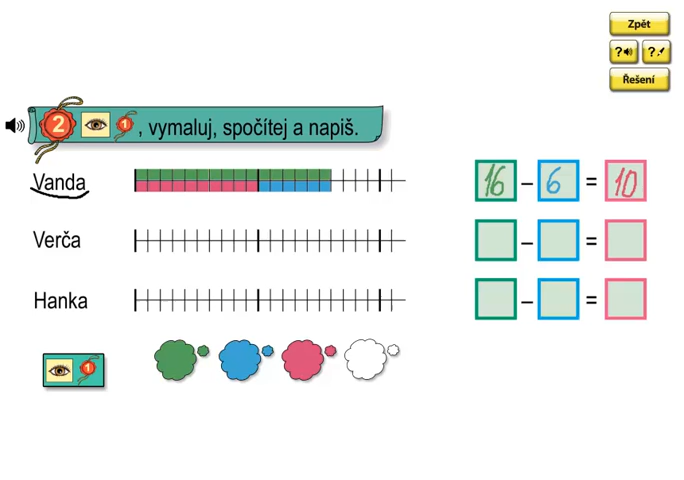 Zpět
?
?
Řešení
2 1 , vymaluj, spočítej a napiš.
Vanda 16 – 6 = 10
Verča – =
Hanka – =
1